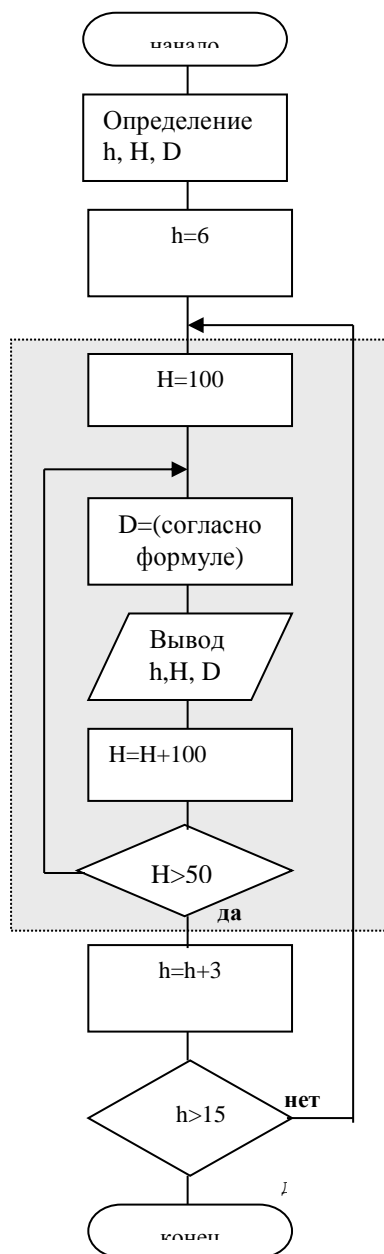 начало
Определение
h, H, D
h=6
H=100
D=(согласно
формуле)
Вывод
h,H, D
H=H+100
H>50
да
h=h+3
h>15
нет
конец